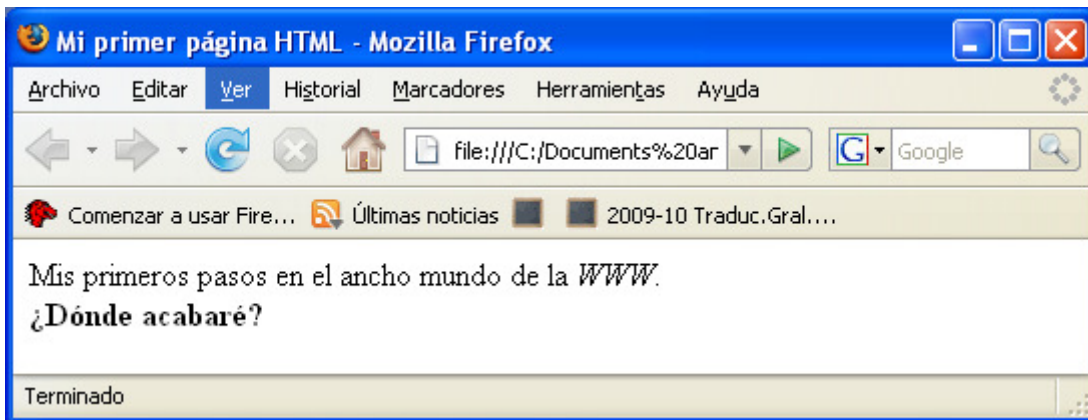 Mi primer página HTML - Mozilla Firefox
Archivo Editar Ver Historial Marcadores Herramientas Ayuda
file:///C:/Documents%20ar G Google
Comenzar a usar Fire... Últimas noticias 2009-10 Traduc.Gral....
Mis primeros pasos en el ancho mundo de la WWW.
¿Dónde acabaré?
Terminado